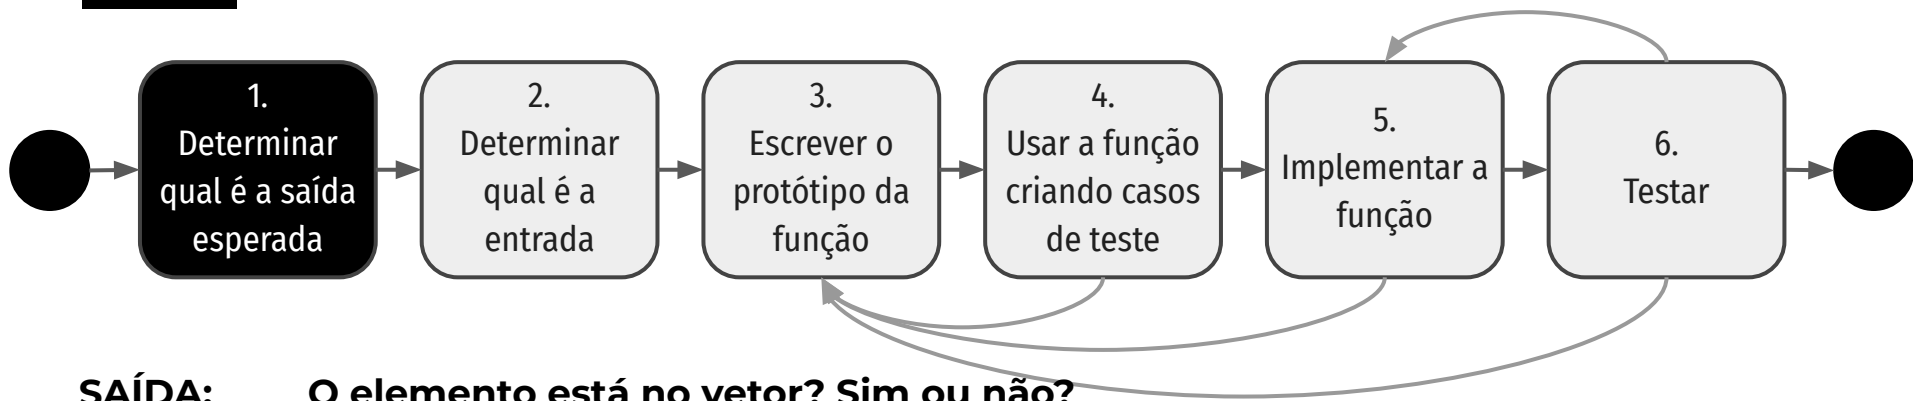 1.
Determinar
qual é a saída
esperada
2.
Determinar
qual é a
entrada
3.
Escrever o
protótipo da
função
4.
Usar a função
criando casos
de teste
5.
Implementar a
função
6.
Testar
SAÍDA: O elemento está no vetor? Sim ou não?